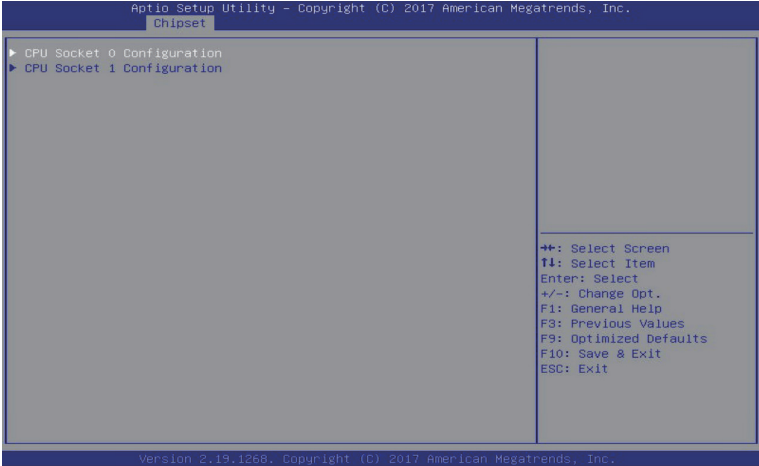 Aptio Setup Utility – Copyright (C) 2017 American Megatrends, Inc.
Chipset
▶ CPU Socket 0 Configuration
▶ CPU Socket 1 Configuration
→←: Select Screen
↑↓: Select Item
Enter: Select
+/-: Change Opt.
F1: General Help
F3: Previous Values
F9: Optimized Defaults
F10: Save & Exit
ESC: Exit
Version 2.19.1268. Copyright (C) 2017 American Megatrends, Inc.